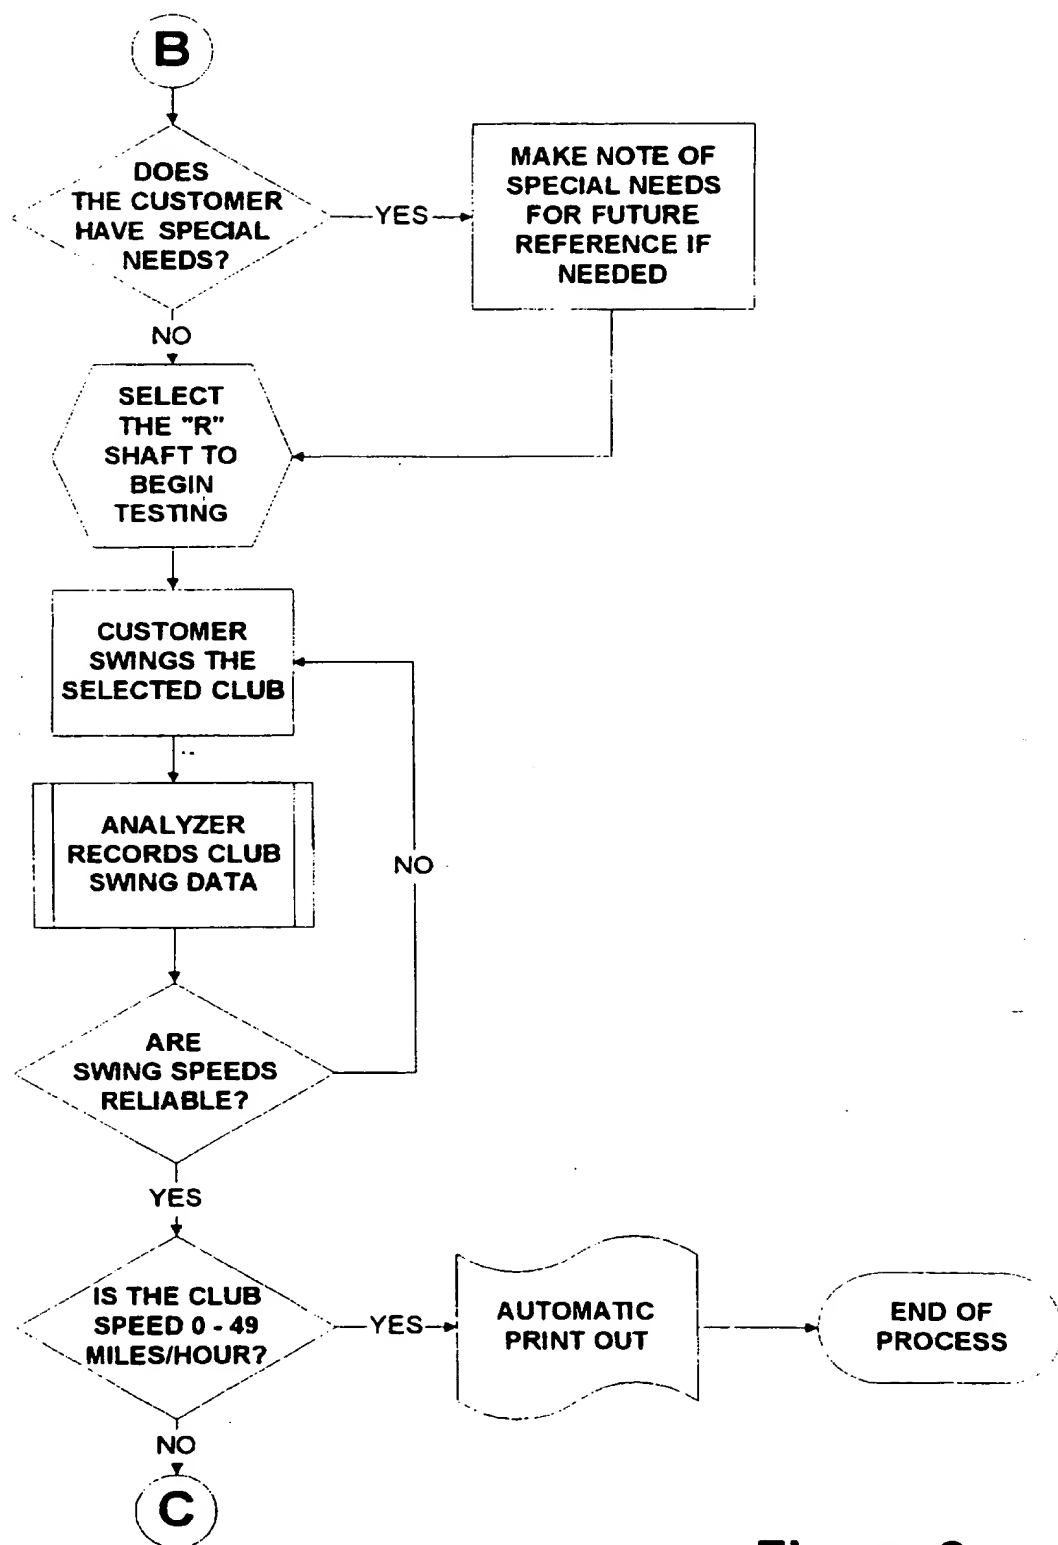 B
DOES
THE CUSTOMER
HAVE SPECIAL
NEEDS?
YES
MAKE NOTE OF
SPECIAL NEEDS
FOR FUTURE
REFERENCE IF
NEEDED
NO
SELECT
THE "R"
SHAFT TO
BEGIN
TESTING
CUSTOMER
SWINGS THE
SELECTED CLUB
ANALYZER
RECORDS CLUB
SWING DATA
NO
ARE
SWING SPEEDS
RELIABLE?
YES
IS THE CLUB
SPEED 0 - 49
MILES/HOUR?
YES
AUTOMATIC
PRINT OUT
END OF
PROCESS
NO
C